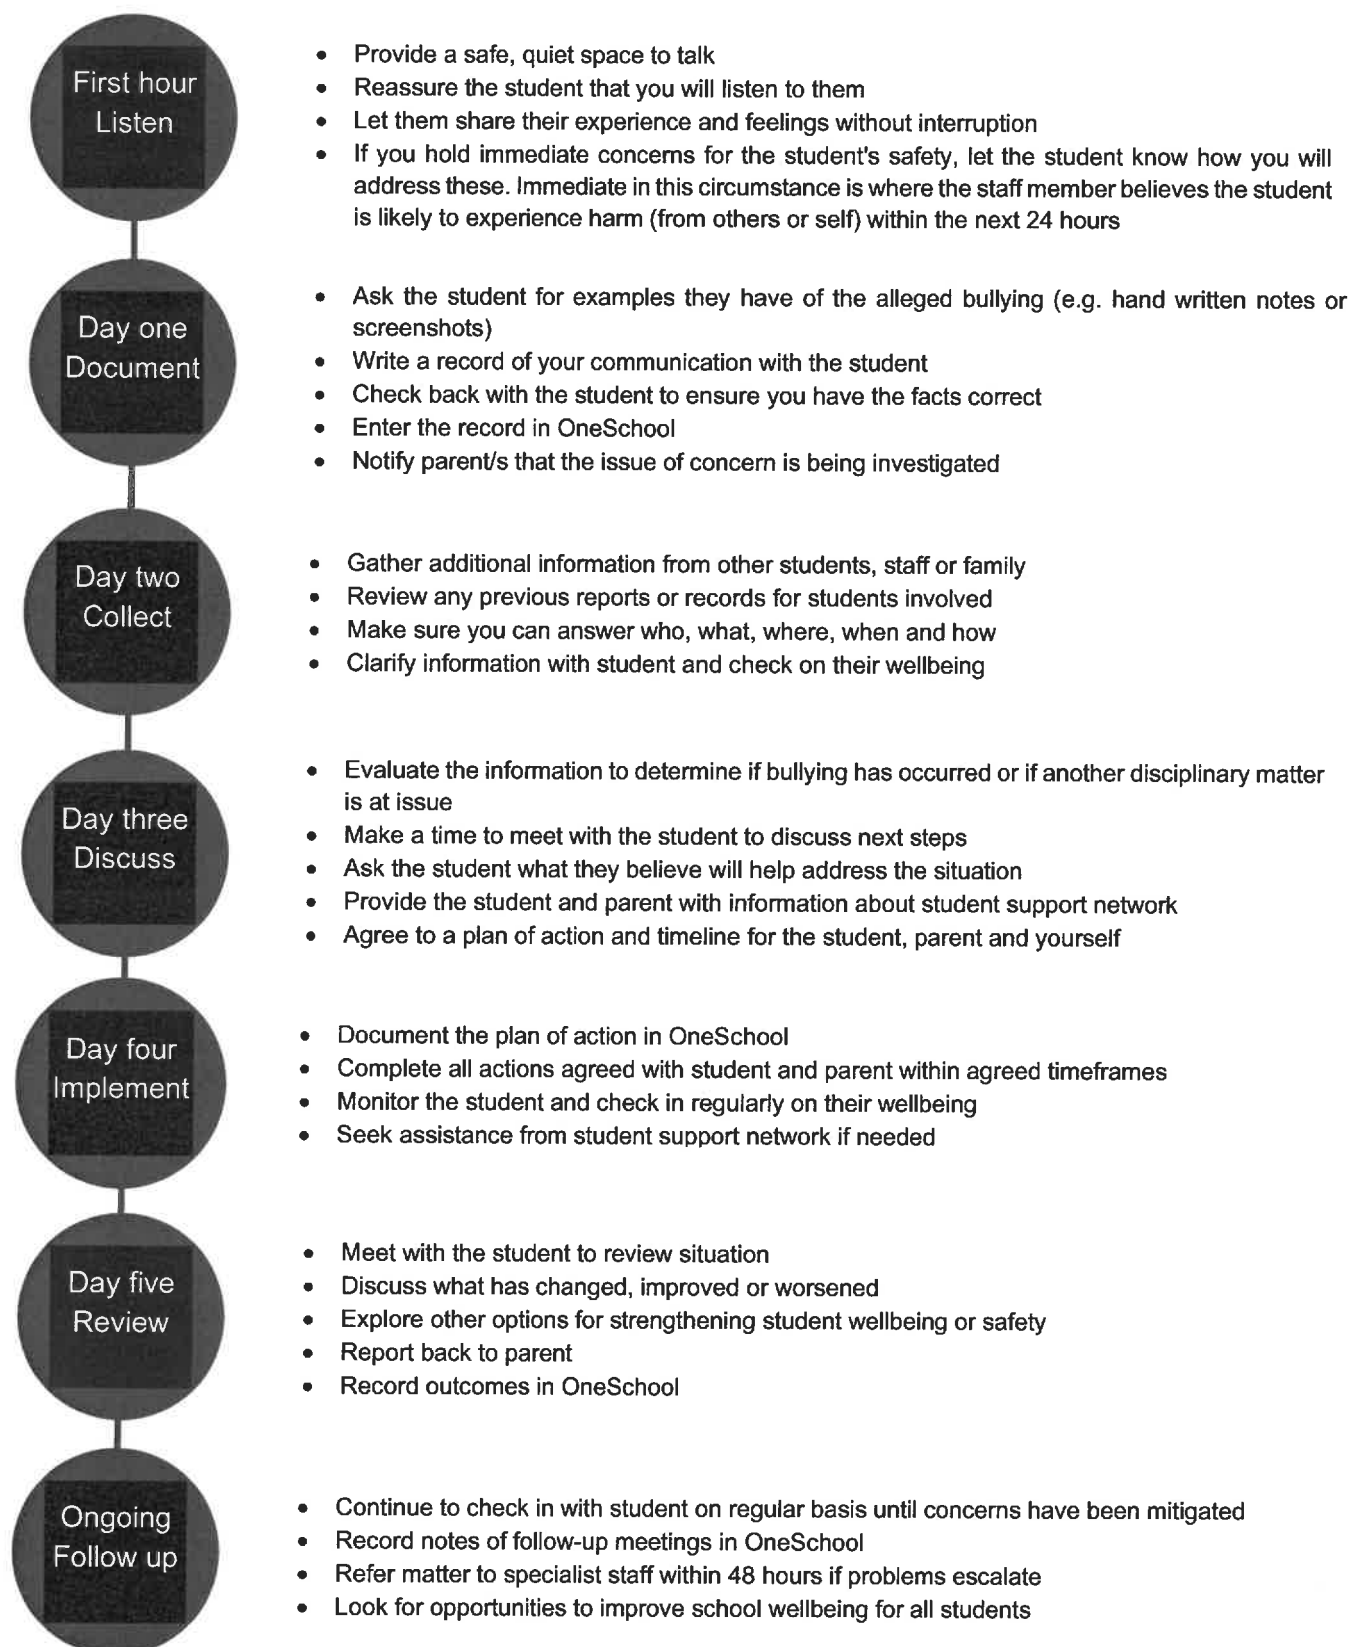 First hour
Listen
• Provide a safe, quiet space to talk
• Reassure the student that you will listen to them
• Let them share their experience and feelings without interruption
• If you hold immediate concerns for the student's safety, let the student know how you will
address these. Immediate in this circumstance is where the staff member believes the student
is likely to experience harm (from others or self) within the next 24 hours
Day one
Document
• Ask the student for examples they have of the alleged bullying (e.g. hand written notes or
screenshots)
• Write a record of your communication with the student
• Check back with the student to ensure you have the facts correct
• Enter the record in OneSchool
• Notify parent/s that the issue of concern is being investigated
Day two
Collect
• Gather additional information from other students, staff or family
• Review any previous reports or records for students involved
• Make sure you can answer who, what, where, when and how
• Clarify information with student and check on their wellbeing
Day three
Discuss
• Evaluate the information to determine if bullying has occurred or if another disciplinary matter
is at issue
• Make a time to meet with the student to discuss next steps
• Ask the student what they believe will help address the situation
• Provide the student and parent with information about student support network
• Agree to a plan of action and timeline for the student, parent and yourself
Day four
Implement
• Document the plan of action in OneSchool
• Complete all actions agreed with student and parent within agreed timeframes
• Monitor the student and check in regularly on their wellbeing
• Seek assistance from student support network if needed
Day five
Review
• Meet with the student to review situation
• Discuss what has changed, improved or worsened
• Explore other options for strengthening student wellbeing or safety
• Report back to parent
• Record outcomes in OneSchool
Ongoing
Follow up
• Continue to check in with student on regular basis until concerns have been mitigated
• Record notes of follow-up meetings in OneSchool
• Refer matter to specialist staff within 48 hours if problems escalate
• Look for opportunities to improve school wellbeing for all students